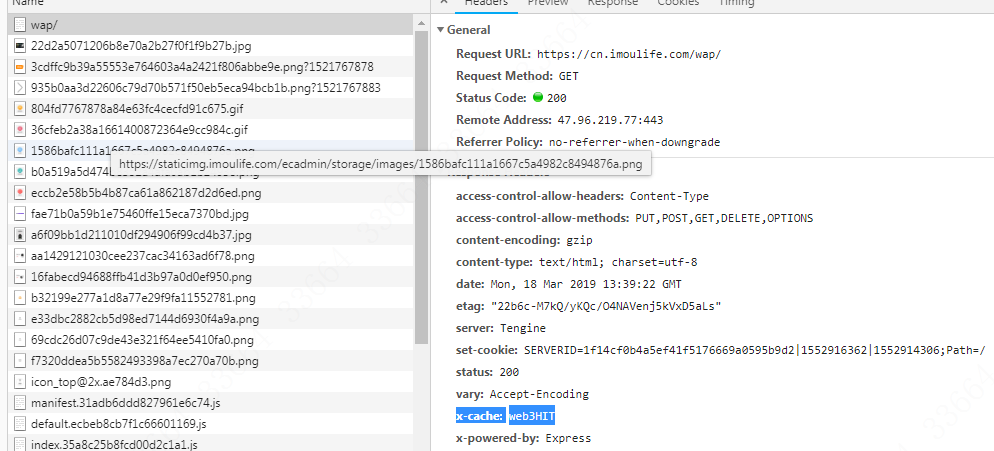 Name
Headers Preview Response Cookies Timing
wap/
22d2a5071206b8e70a2b27f0f1f9b27b.jpg
3cdffc9b39a55553e764603a4a2421f806abbe9e.png?1521767878
935b0aa3d22606c79d70b571f50eb5eca94bcb1b.png?1521767883
804fd7767878a84e63fc4cecfd91c675.gif
36cfeb2a38a1661400872364e9cc984c.gif
1586bafc111a1667c5a4982c8494876a.png
https://staticimg.imoulife.com/ecadmin/storage/images/1586bafc111a1667c5a4982c8494876a.png
eccb2e58b5b4b87ca61a862187d2d6ed.png
fae71b0a59b1e75460ffe15eca7370bd.jpg
a6f09bb1d211010df294906f99cd4b37.jpg
aa1429121030cee237cac34163ad6f78.png
16fabecd94688ffb41d3b97a0d0ef950.png
b32199e277a1d8a77e29f9fa11552781.png
e33dbc2882cb5d98ed7144d6930f4a9a.png
69cdc26d07c9de43e321f64ee5410fa0.png
f7320ddea5b5582493398a7ec270a70b.png
icon_top@2x.ae784d3.png
manifest.31adb6ddd827961e6c74.js
default.ecbeb8cb7f1c66601169.js
index.35a8c25b8fcd00d2c1a1.js
General
Request URL: https://cn.imoulife.com/wap/
Request Method: GET
Status Code: 200
Remote Address: 47.96.219.77:443
Referrer Policy: no-referrer-when-downgrade
Response Headers
access-control-allow-headers: Content-Type
access-control-allow-methods: PUT,POST,GET,DELETE,OPTIONS
content-encoding: gzip
content-type: text/html; charset=utf-8
date: Mon, 18 Mar 2019 13:39:22 GMT
etag: "22b6c-M7kQ/yKQc/O4NAVenj5kVxD5aLs"
server: Tengine
set-cookie: SERVERID=1f14cf0b4a5ef41f5176669a0595b9d2|1552916362|1552914306;Path=/
status: 200
vary: Accept-Encoding
x-cache: web3HIT
x-powered-by: Express